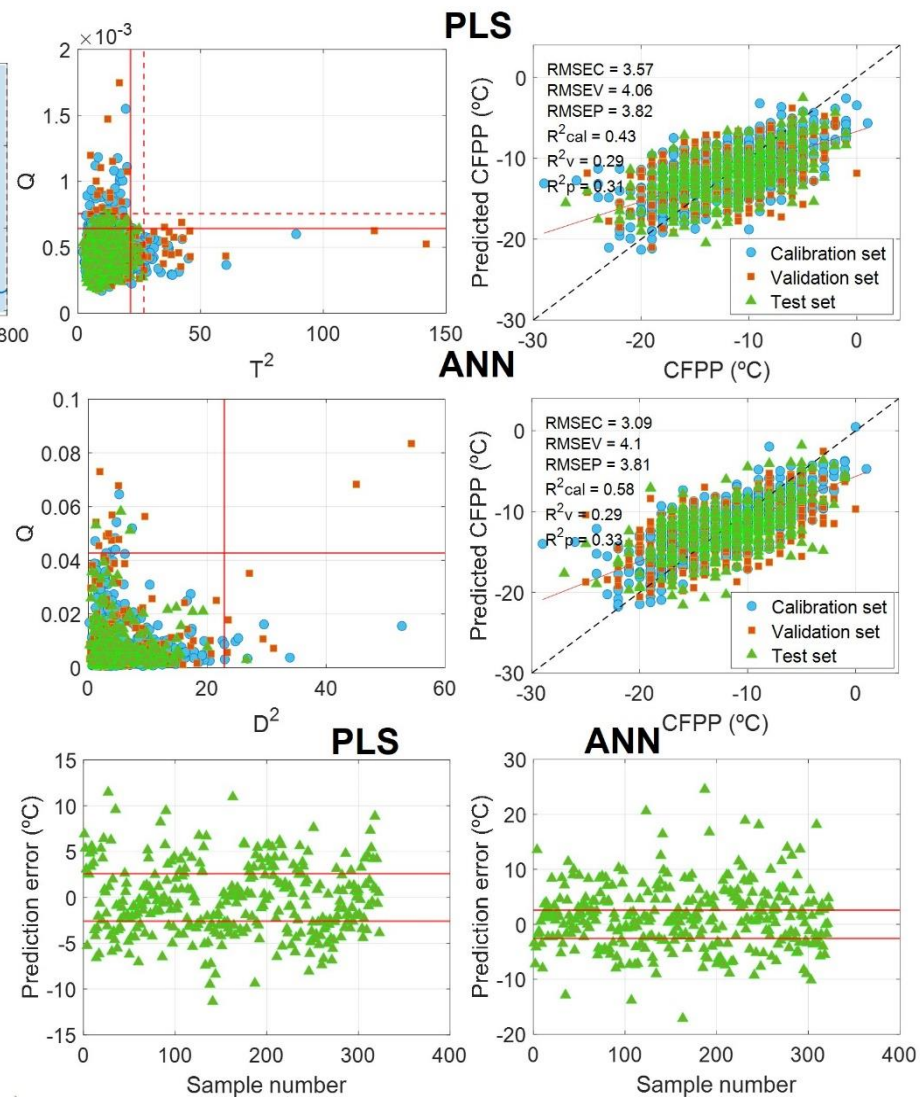 PLS
×10⁻³
2
1.5
1
0.5
0
Q
0 50 100 150
T²
800
0
-10
-20
-30
Predicted CFPP (ºC)
RMSEC = 3.57
RMSEV = 4.06
RMSEP = 3.82
R²cal = 0.43
R²v = 0.29
R²p = 0.31
Calibration set
Validation set
Test set
-30 -20 -10 0
CFPP (ºC)
ANN
0.1
0.08
0.06
0.04
0.02
0
Q
0 20 40 60
D²
0
-10
-20
-30
Predicted CFPP (ºC)
RMSEC = 3.09
RMSEV = 4.1
RMSEP = 3.81
R²cal = 0.58
R²v = 0.29
R²p = 0.33
Calibration set
Validation set
Test set
-30 -20 -10 0
CFPP (ºC)
PLS
15
10
5
0
-5
-10
-15
Prediction error (ºC)
0 100 200 300 400
Sample number
ANN
30
20
10
0
-10
-20
Prediction error (ºC)
0 100 200 300 400
Sample number